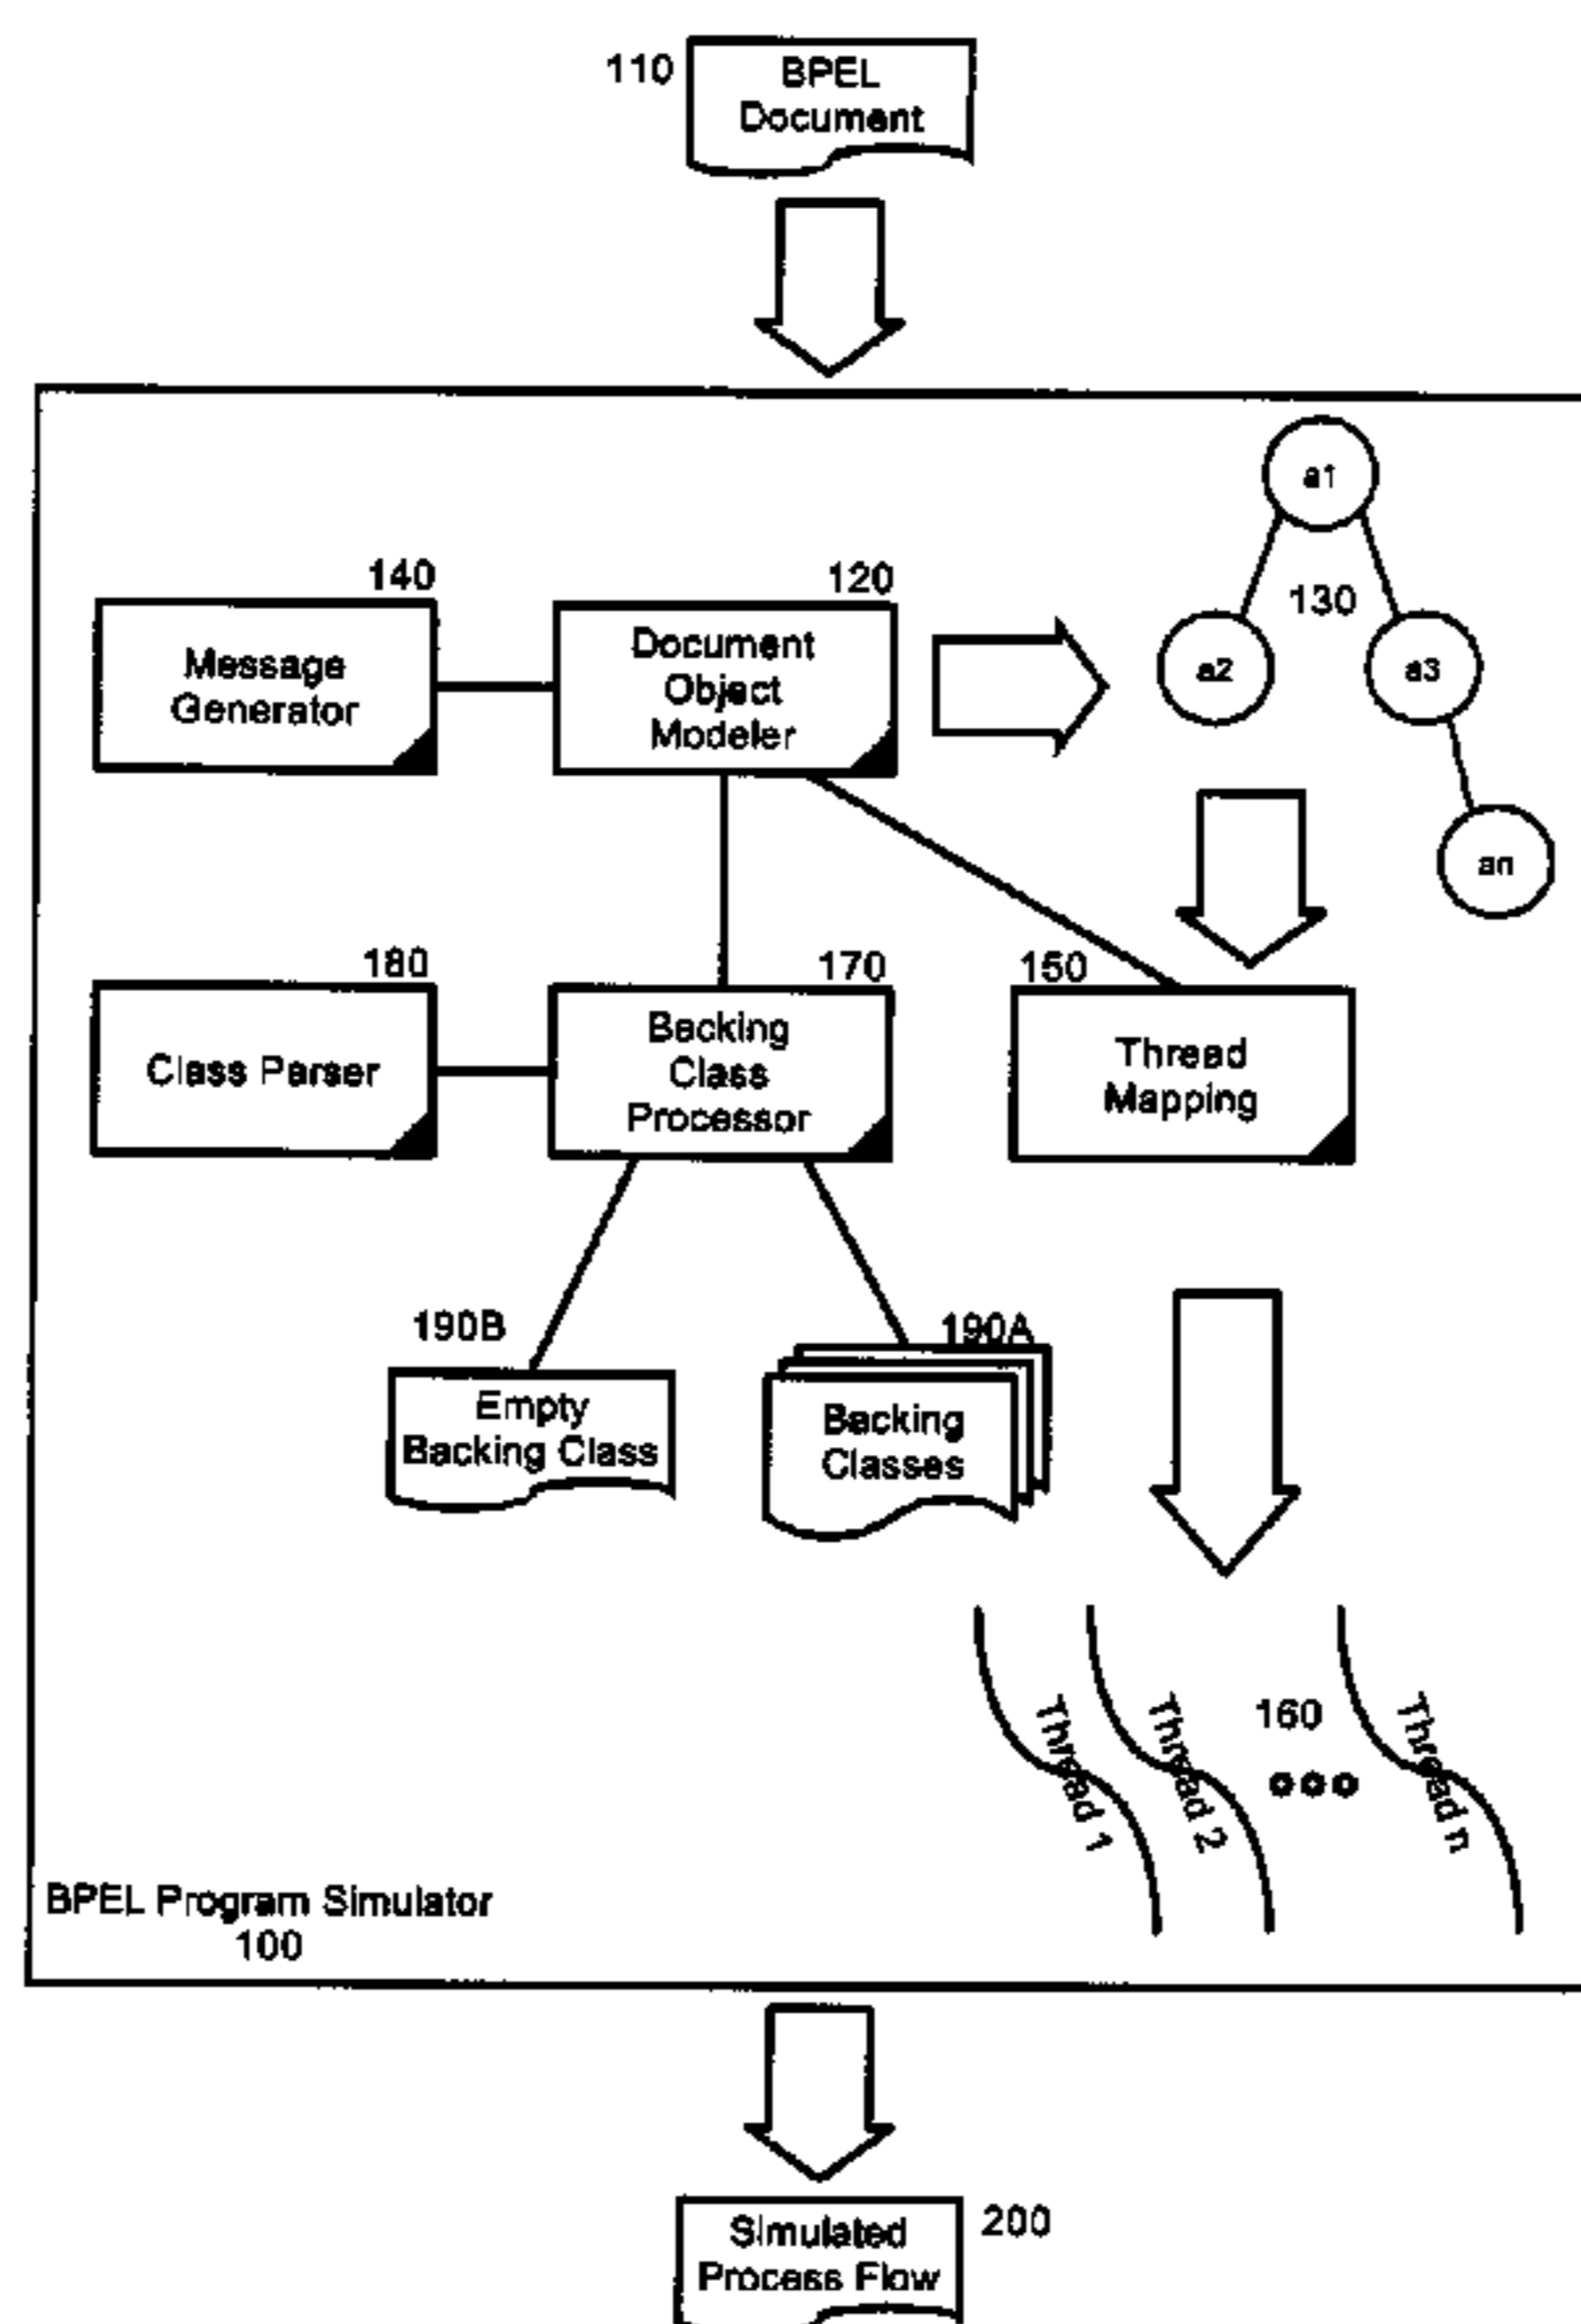 110
BPEL
Document
a1
140
120
130
Message
Generator
Document
Object
Modeler
a2
a3
an
180
170
150
Class Parser
Backing
Class
Processor
Thread
Mapping
190B
190A
Empty
Backing Class
Backing
Classes
160
Thread 1
Thread 2
Thread n
BPEL Program Simulator
100
Simulated
Process Flow
200